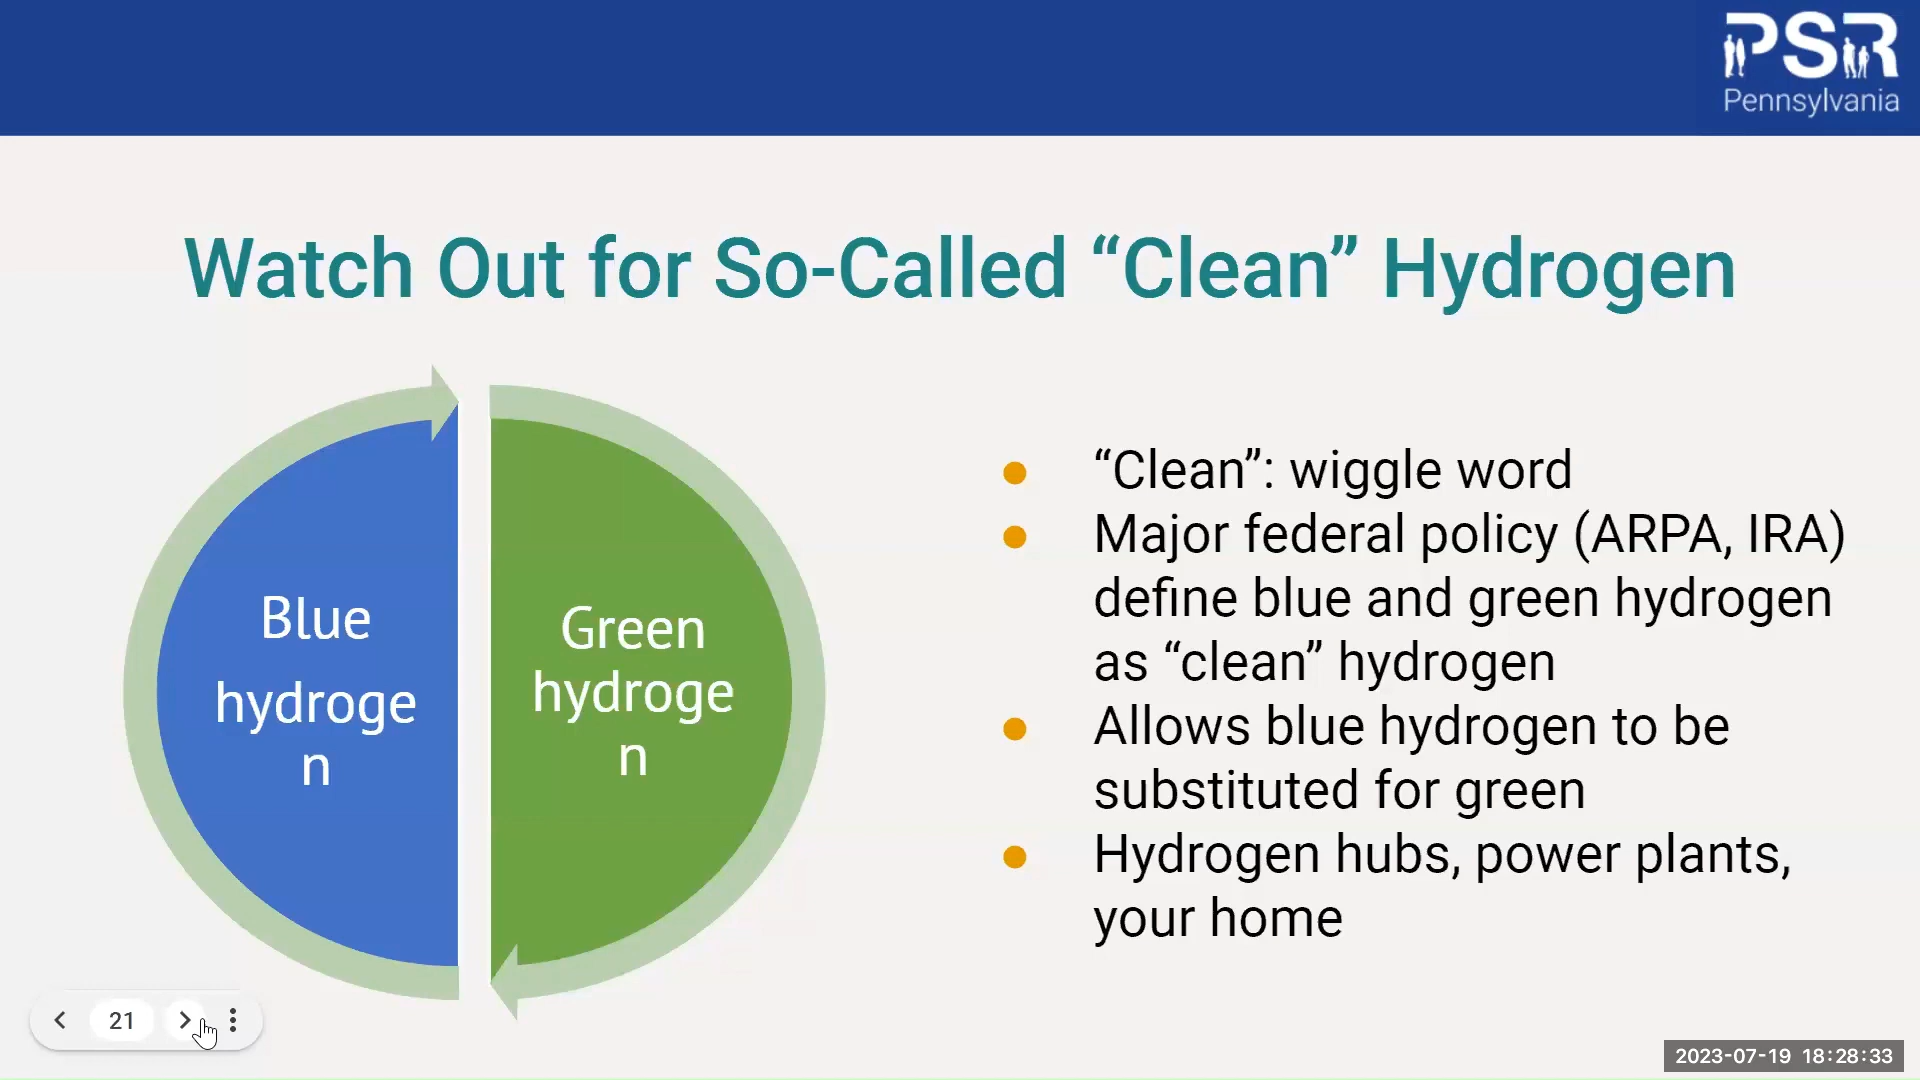 PSR
Pennsylvania
Watch Out for So-Called “Clean” Hydrogen
Blue
hydroge
n
Green
hydroge
n
● “Clean”: wiggle word
● Major federal policy (ARPA, IRA)
define blue and green hydrogen
as “clean” hydrogen
● Allows blue hydrogen to be
substituted for green
● Hydrogen hubs, power plants,
your home
21
2023-07-19 18:28:33